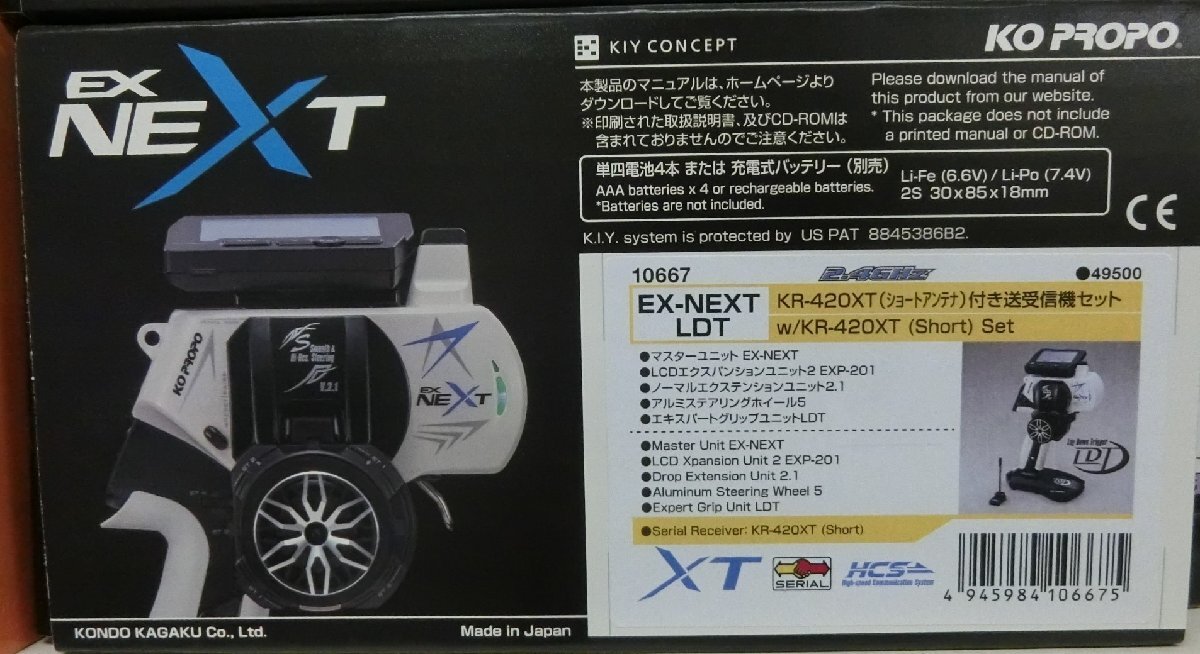 EX
NEXT
KIY CONCEPT
KO PROPO
本製品のマニュアルは、ホームページより
ダウンロードしてご覧ください。
※印刷された取扱説明書、及びCD-ROMは
含まれておりませんのでご注意ください。
Please download the manual of
this product from our website.
* This package does not include
a printed manual or CD-ROM.
単四電池4本 または 充電式バッテリー（別売）
AAA batteries x 4 or rechargeable batteries.
*Batteries are not included.
Li-Fe (6.6V) / Li-Po (7.4V)
2S 30x85x18mm
CE
K.I.Y. system is protected by US PAT 8845386B2.
10667
2.4GHz
●49500
EX-NEXT
LDT
KR-420XT（ショートアンテナ）付き送受信機セット
w/KR-420XT (Short) Set
●マスターユニット EX-NEXT
●LCDエクスパンションユニット2 EXP-201
●ノーマルエクステンションユニット2.1
●アルミステアリングホイール5
●エキスパートグリップユニットLDT
●Master Unit EX-NEXT
●LCD Xpansion Unit 2 EXP-201
●Drop Extension Unit 2.1
●Aluminum Steering Wheel 5
●Expert Grip Unit LDT
●Serial Receiver: KR-420XT (Short)
Lay Down Trigger
LDT
XT
SERIAL
HCS
High-speed Communication System
4 945984 106675
KO PROPO
Smooth &
Hi-Res. Steering
V.2.1
EX
NEXT
KONDO KAGAKU Co., Ltd.
Made in Japan